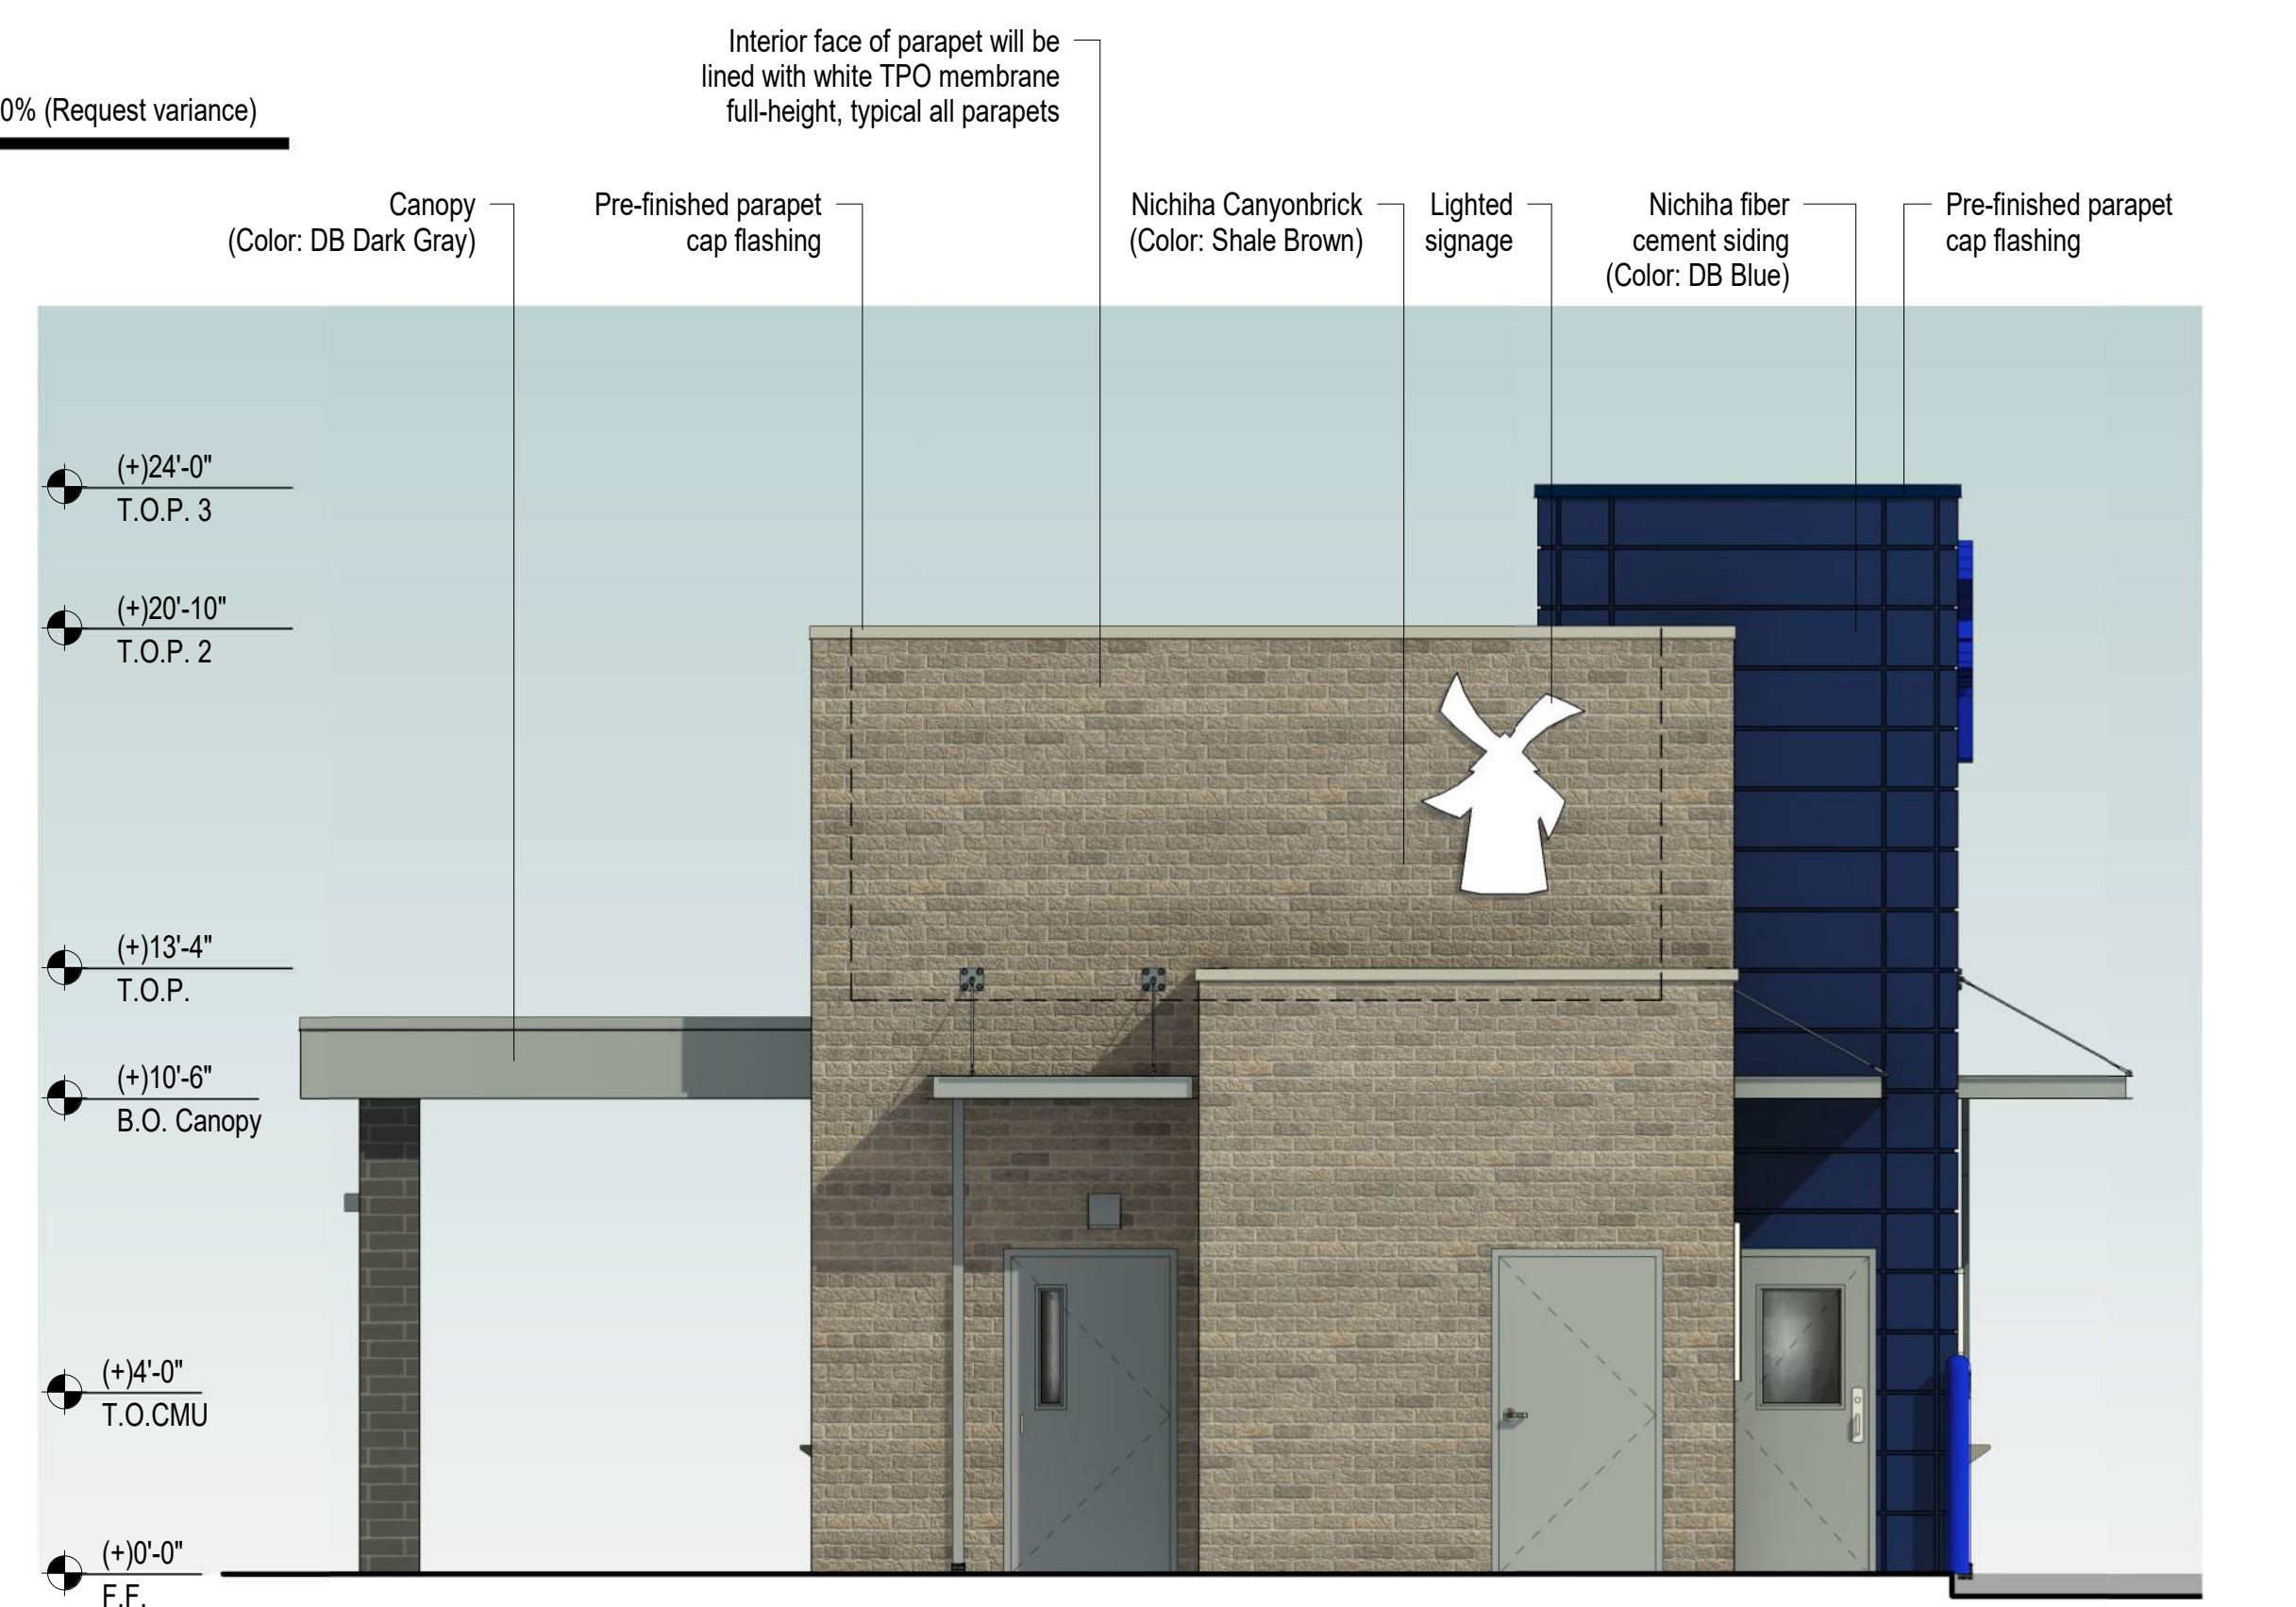 Interior face of parapet will be
lined with white TPO membrane
full-height, typical all parapets
0% (Request variance)
Canopy
(Color: DB Dark Gray)
Pre-finished parapet
cap flashing
Nichiha Canyonbrick
(Color: Shale Brown)
Lighted
signage
Nichiha fiber
cement siding
(Color: DB Blue)
Pre-finished parapet
cap flashing
(+)24'-0"
T.O.P. 3
(+)20'-10"
T.O.P. 2
(+)13'-4"
T.O.P.
(+)10'-6"
B.O. Canopy
(+)4'-0"
T.O.CMU
(+)0'-0"
F.F.